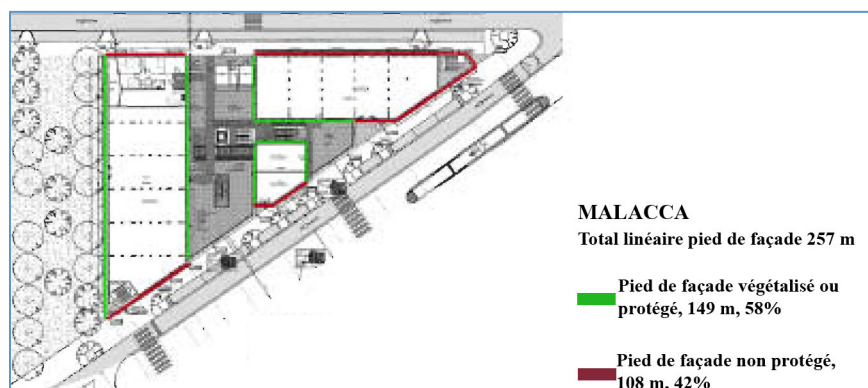 MALACCA
Total linéaire pied de façade 257 m
Pied de façade végétalisé ou
protégé, 149 m, 58%
Pied de façade non protégé,
108 m, 42%